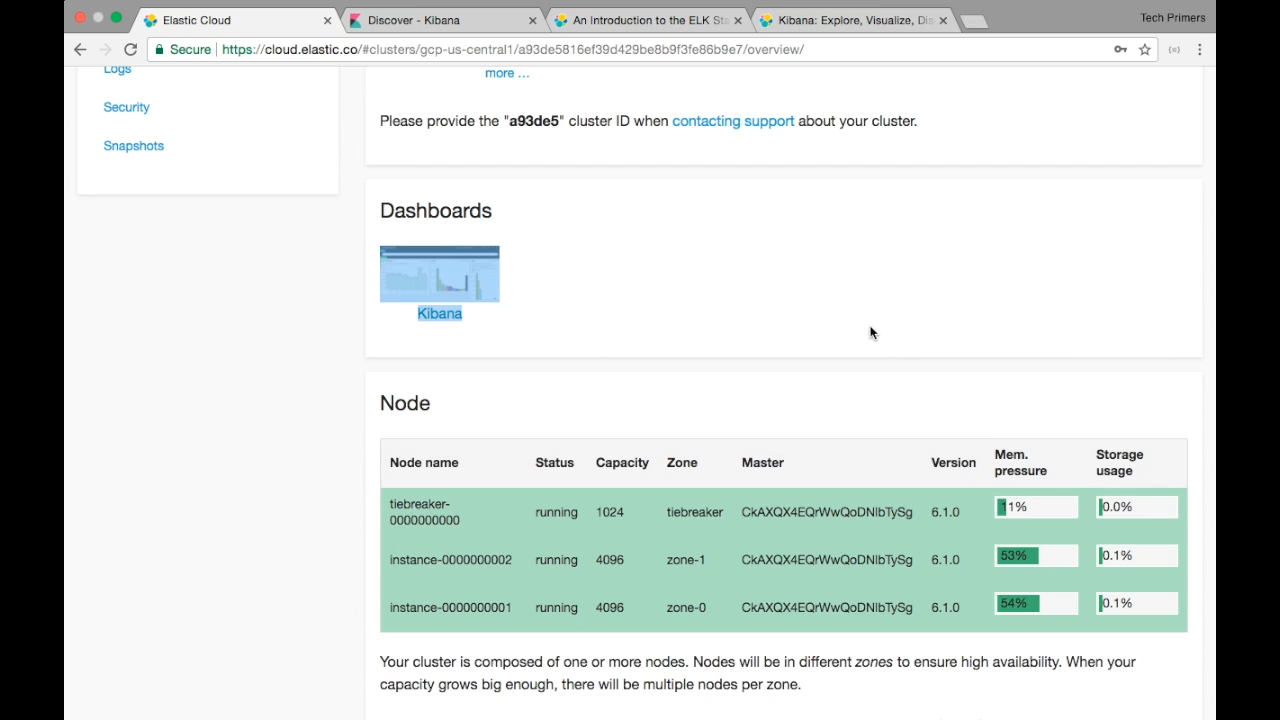 Elastic Cloud
Discover - Kibana
An Introduction to the ELK Sta
Kibana: Explore, Visualize, Dis
Tech Primers
Secure https://cloud.elastic.co/#clusters/gcp-us-central1/a93de5816ef39d429be8b9f3fe86b9e7/overview/
Logs
Security
Snapshots
more ...
Please provide the "a93de5" cluster ID when contacting support about your cluster.
Dashboards
Kibana
Node
Node name Status Capacity Zone Master Version Mem. pressure Storage usage
tiebreaker-0000000000 running 1024 tiebreaker CkAXQX4EQrWwQoDNlbTySg 6.1.0 11% 0.0%
instance-0000000002 running 4096 zone-1 CkAXQX4EQrWwQoDNlbTySg 6.1.0 53% 0.1%
instance-0000000001 running 4096 zone-0 CkAXQX4EQrWwQoDNlbTySg 6.1.0 54% 0.1%
Your cluster is composed of one or more nodes. Nodes will be in different zones to ensure high availability. When your
capacity grows big enough, there will be multiple nodes per zone.